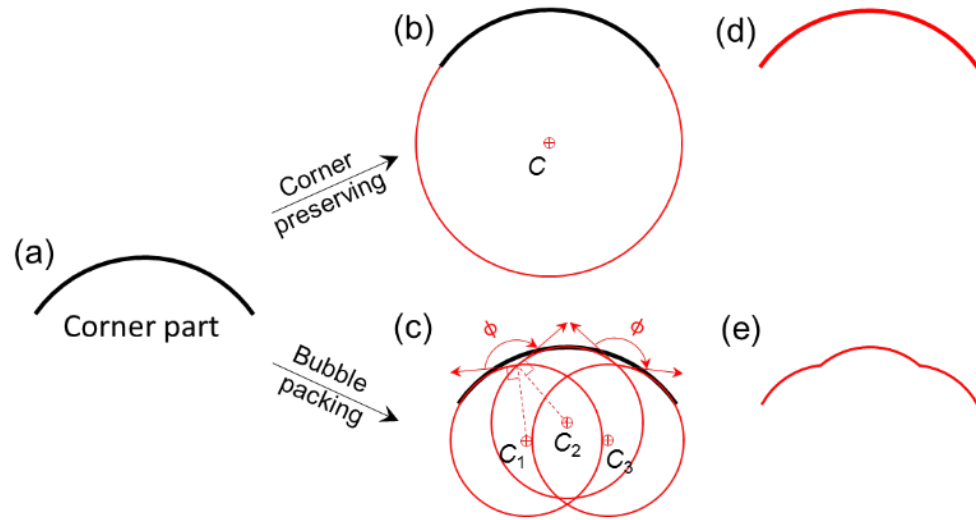 (a)
Corner part
Corner
preserving
Bubble
packing
(b)
C
(c)
ϕ
ϕ
C₁
C₂
C₃
(d)
(e)